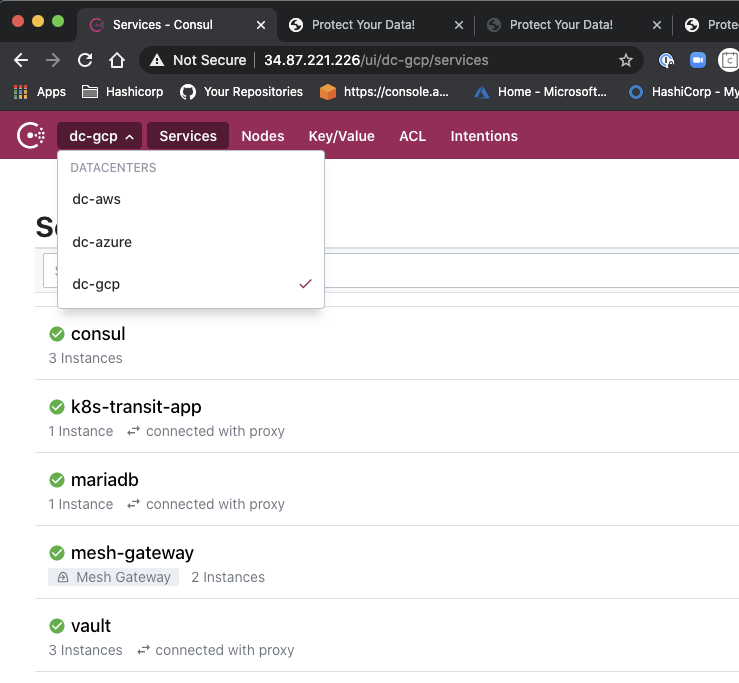 Services - Consul
Protect Your Data!
Protect Your Data!
Prote
Not Secure
34.87.221.226/ui/dc-gcp/services
Apps
Hashicorp
Your Repositories
https://console.a...
Home - Microsoft...
HashiCorp - My
dc-gcp
Services
Nodes
Key/Value
ACL
Intentions
DATACENTERS
dc-aws
dc-azure
dc-gcp
consul
3 Instances
k8s-transit-app
1 Instance
connected with proxy
mariadb
1 Instance
connected with proxy
mesh-gateway
Mesh Gateway
2 Instances
vault
3 Instances
connected with proxy